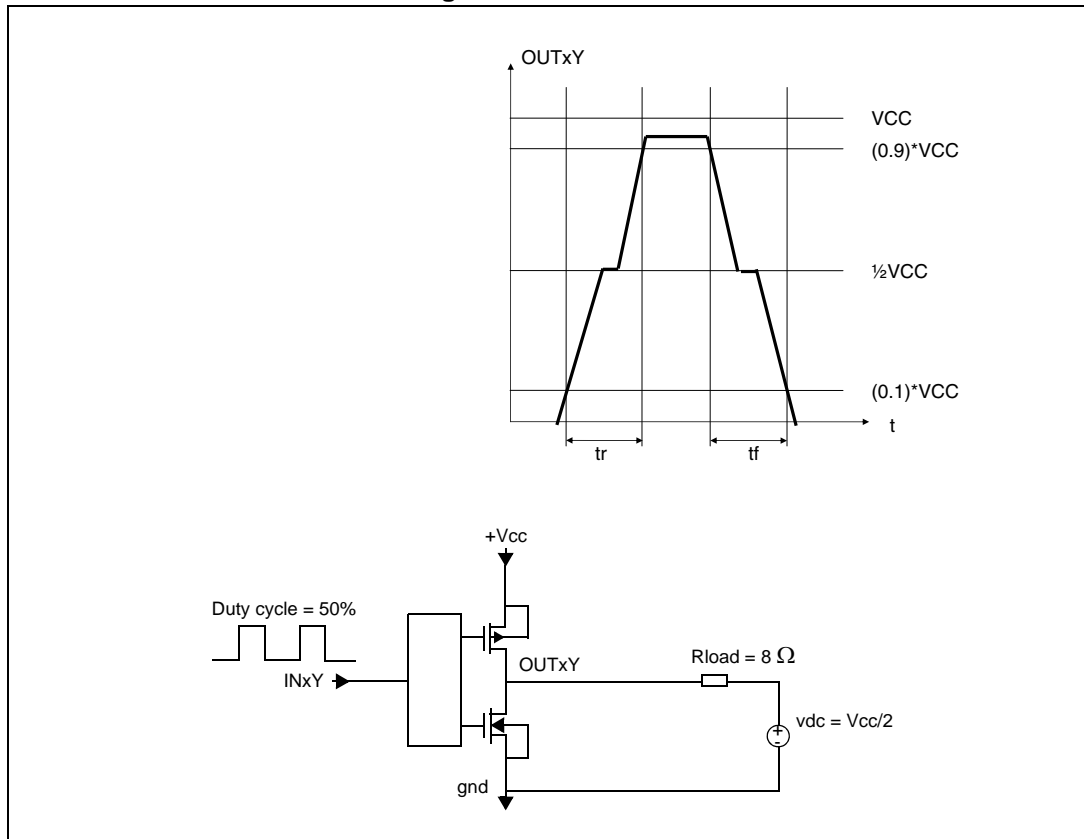 OUTxY
VCC
(0.9)*VCC
½VCC
(0.1)*VCC
t
tr
tf
+Vcc
Duty cycle = 50%
INxY
OUTxY
Rload = 8 Ω
vdc = Vcc/2
+
-
gnd